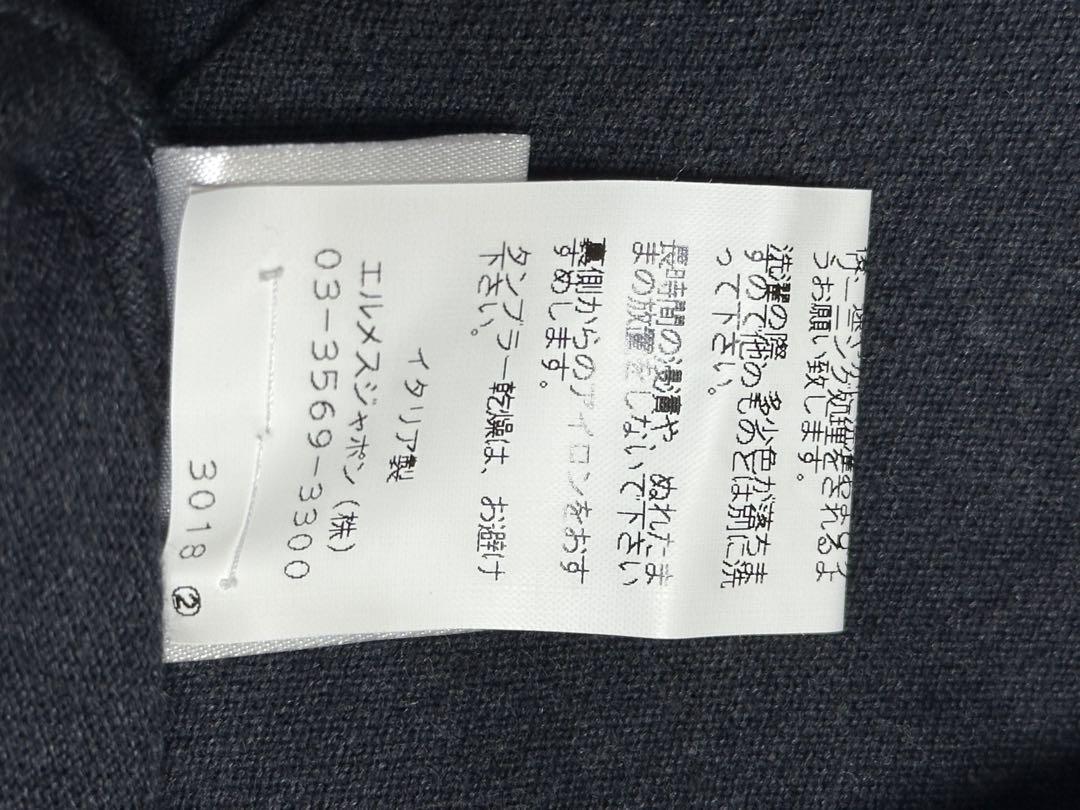 うお願い致します。
洗濯の際、多少色が落ちま
すので他のものとは別に洗
って下さい。
長時間の浸漬や、ぬれたま
まの放置をしないで下さい
裏側からのアイロンをおす
すめします。
タンブラー乾燥は、お避け
下さい。
イタリア製
エルメスジャポン（株）
03-3569-3300
3018 ②